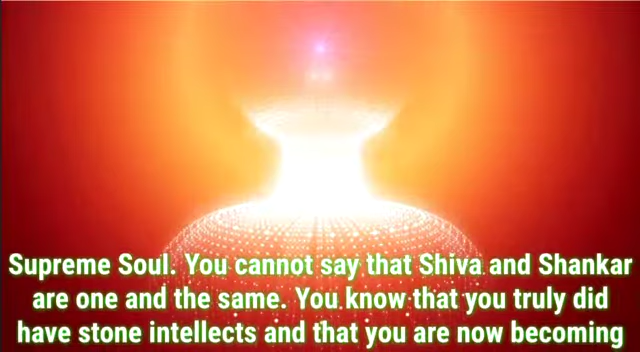 Supreme Soul. You cannot say that Shiva and Shankar
are one and the same. You know that you truly did
have stone intellects and that you are now becoming